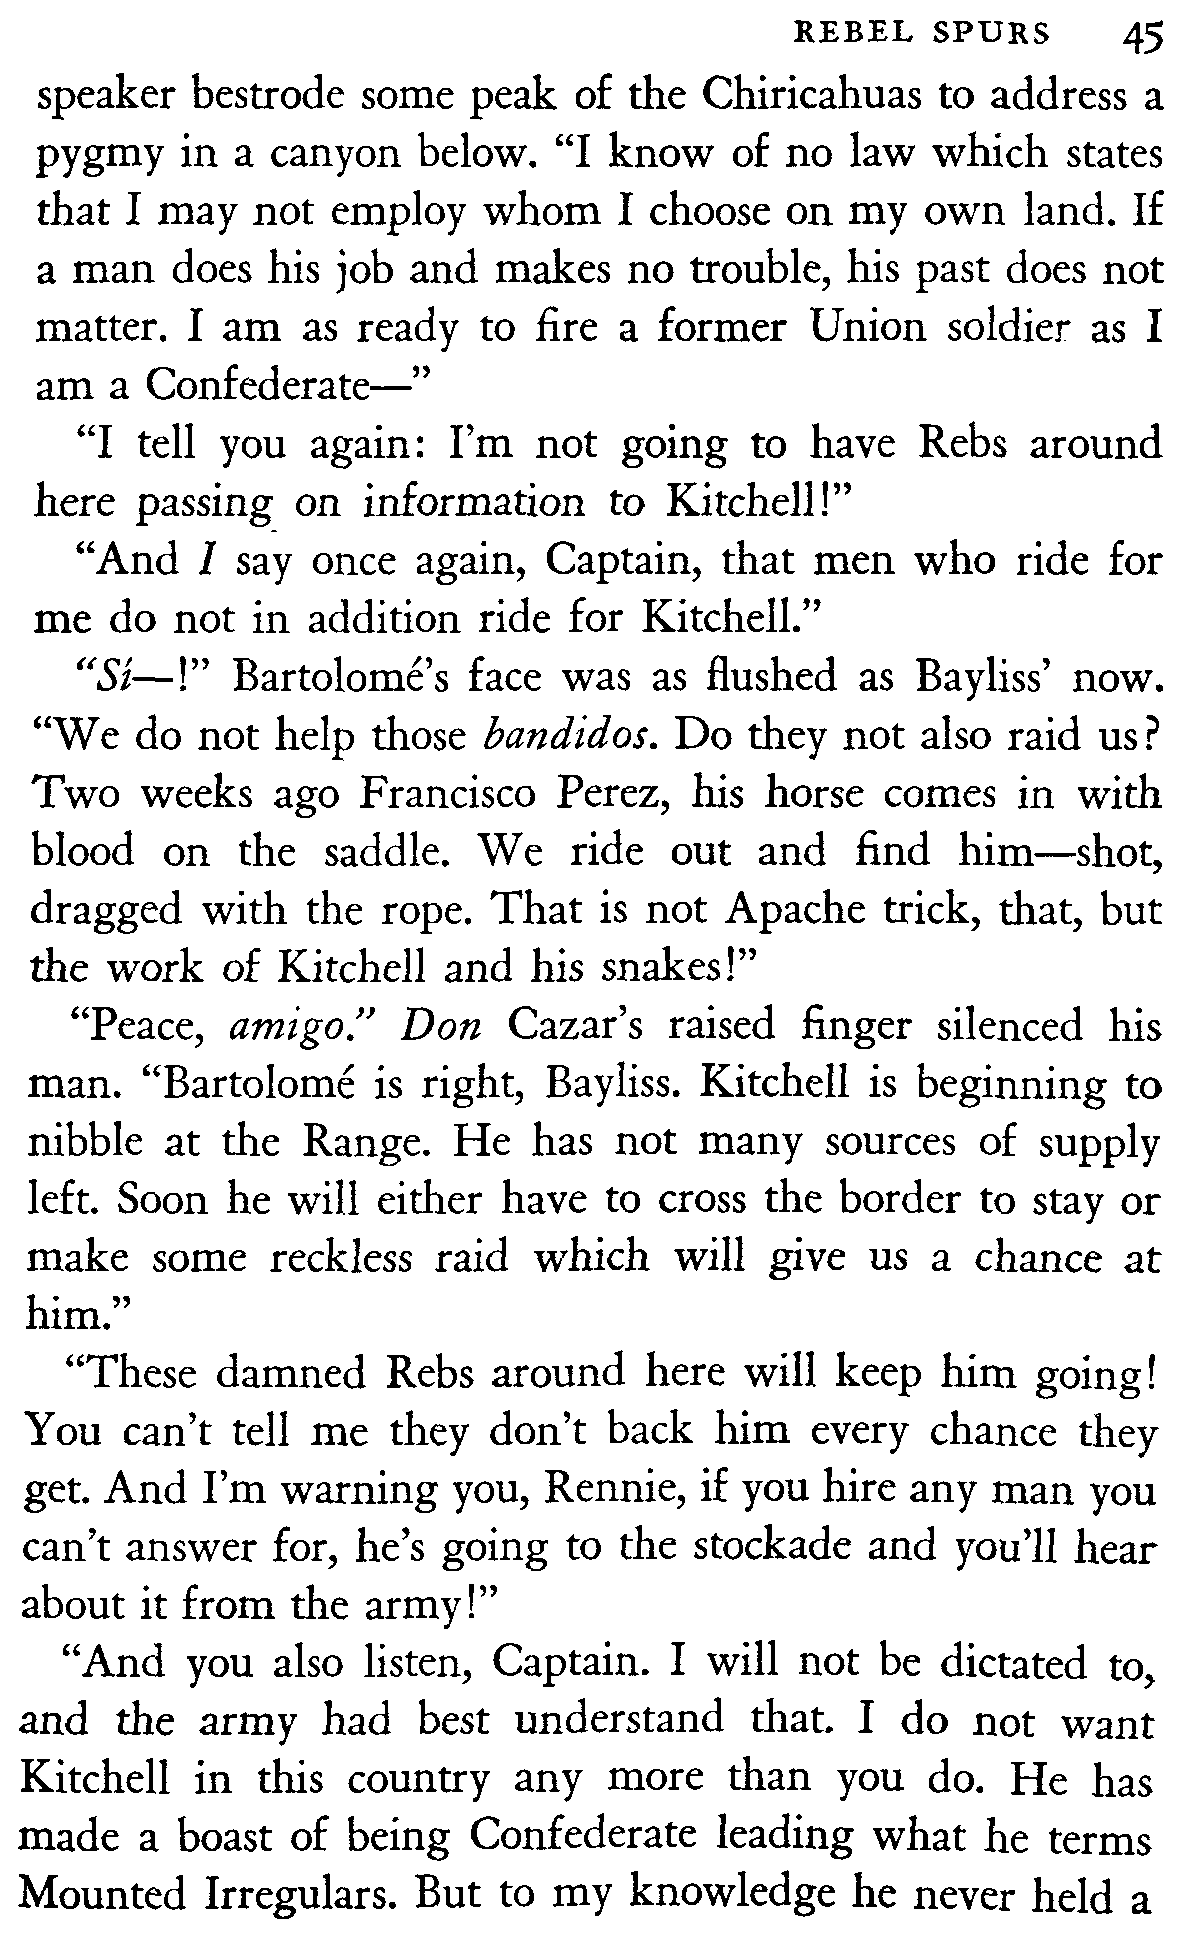 REBEL SPURS 45
speaker bestrode some peak of the Chiricahuas to address a
pygmy in a canyon below. “I know of no law which states
that I may not employ whom I choose on my own land. If
a man does his job and makes no trouble, his past does not
matter. I am as ready to fire a former Union soldier as I
am a Confederate—”
“I tell you again: I’m not going to have Rebs around
here passing on information to Kitchell!”
“And I say once again, Captain, that men who ride for
me do not in addition ride for Kitchell.”
“Sí—!” Bartolomé’s face was as flushed as Bayliss’ now.
“We do not help those bandidos. Do they not also raid us?
Two weeks ago Francisco Perez, his horse comes in with
blood on the saddle. We ride out and find him—shot,
dragged with the rope. That is not Apache trick, that, but
the work of Kitchell and his snakes!”
“Peace, amigo.” Don Cazar’s raised finger silenced his
man. “Bartolomé is right, Bayliss. Kitchell is beginning to
nibble at the Range. He has not many sources of supply
left. Soon he will either have to cross the border to stay or
make some reckless raid which will give us a chance at
him.”
“These damned Rebs around here will keep him going!
You can’t tell me they don’t back him every chance they
get. And I’m warning you, Rennie, if you hire any man you
can’t answer for, he’s going to the stockade and you’ll hear
about it from the army!”
“And you also listen, Captain. I will not be dictated to,
and the army had best understand that. I do not want
Kitchell in this country any more than you do. He has
made a boast of being Confederate leading what he terms
Mounted Irregulars. But to my knowledge he never held a